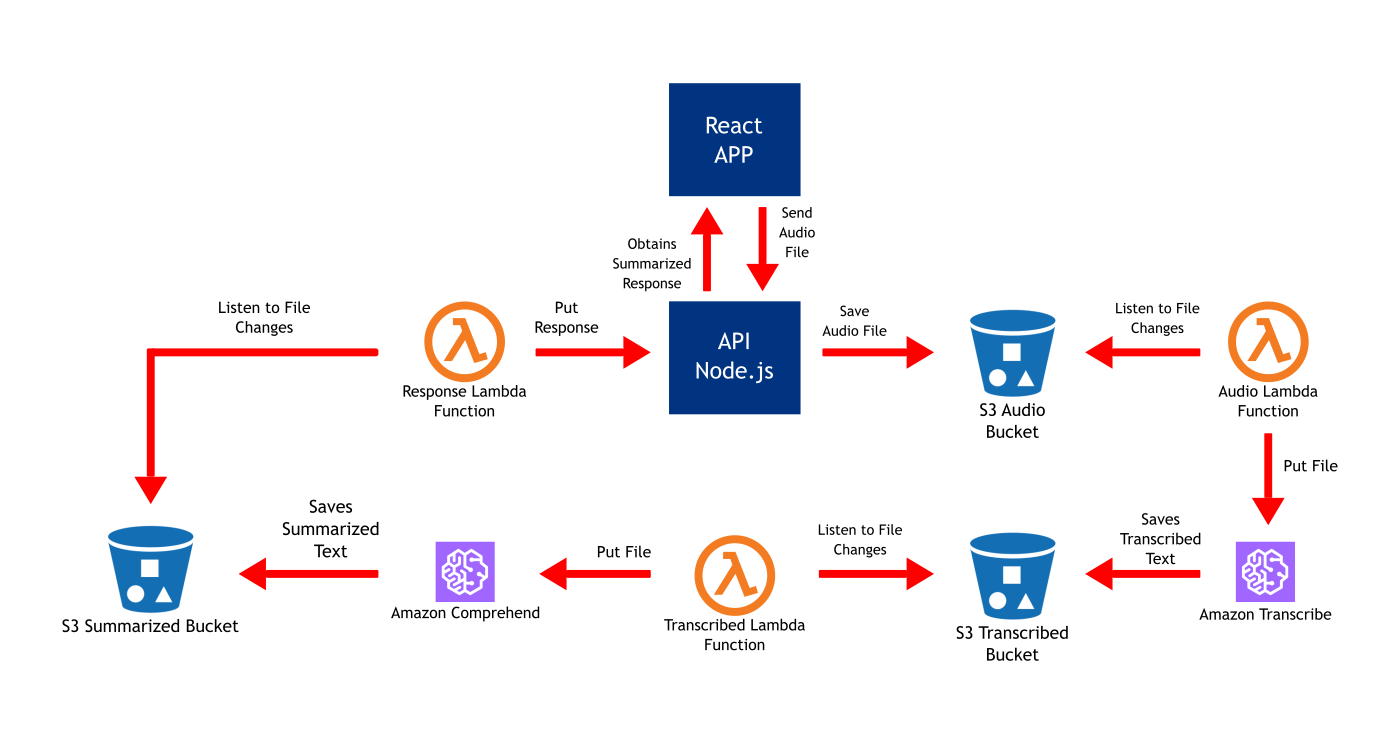 React
APP
Send
Audio
File
Obtains
Summarized
Response
Listen to File
Changes
Response Lambda
Function
Put
Response
API
Node.js
Save
Audio File
S3 Audio
Bucket
Listen to File
Changes
Audio Lambda
Function
Put File
S3 Summarized Bucket
Saves
Summarized
Text
Amazon Comprehend
Put File
Transcribed Lambda
Function
Listen to File
Changes
S3 Transcribed
Bucket
Saves
Transcribed
Text
Amazon Transcribe